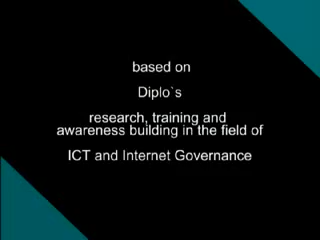 based on
Diplo`s
research, training and
awareness building in the field of
ICT and Internet Governance